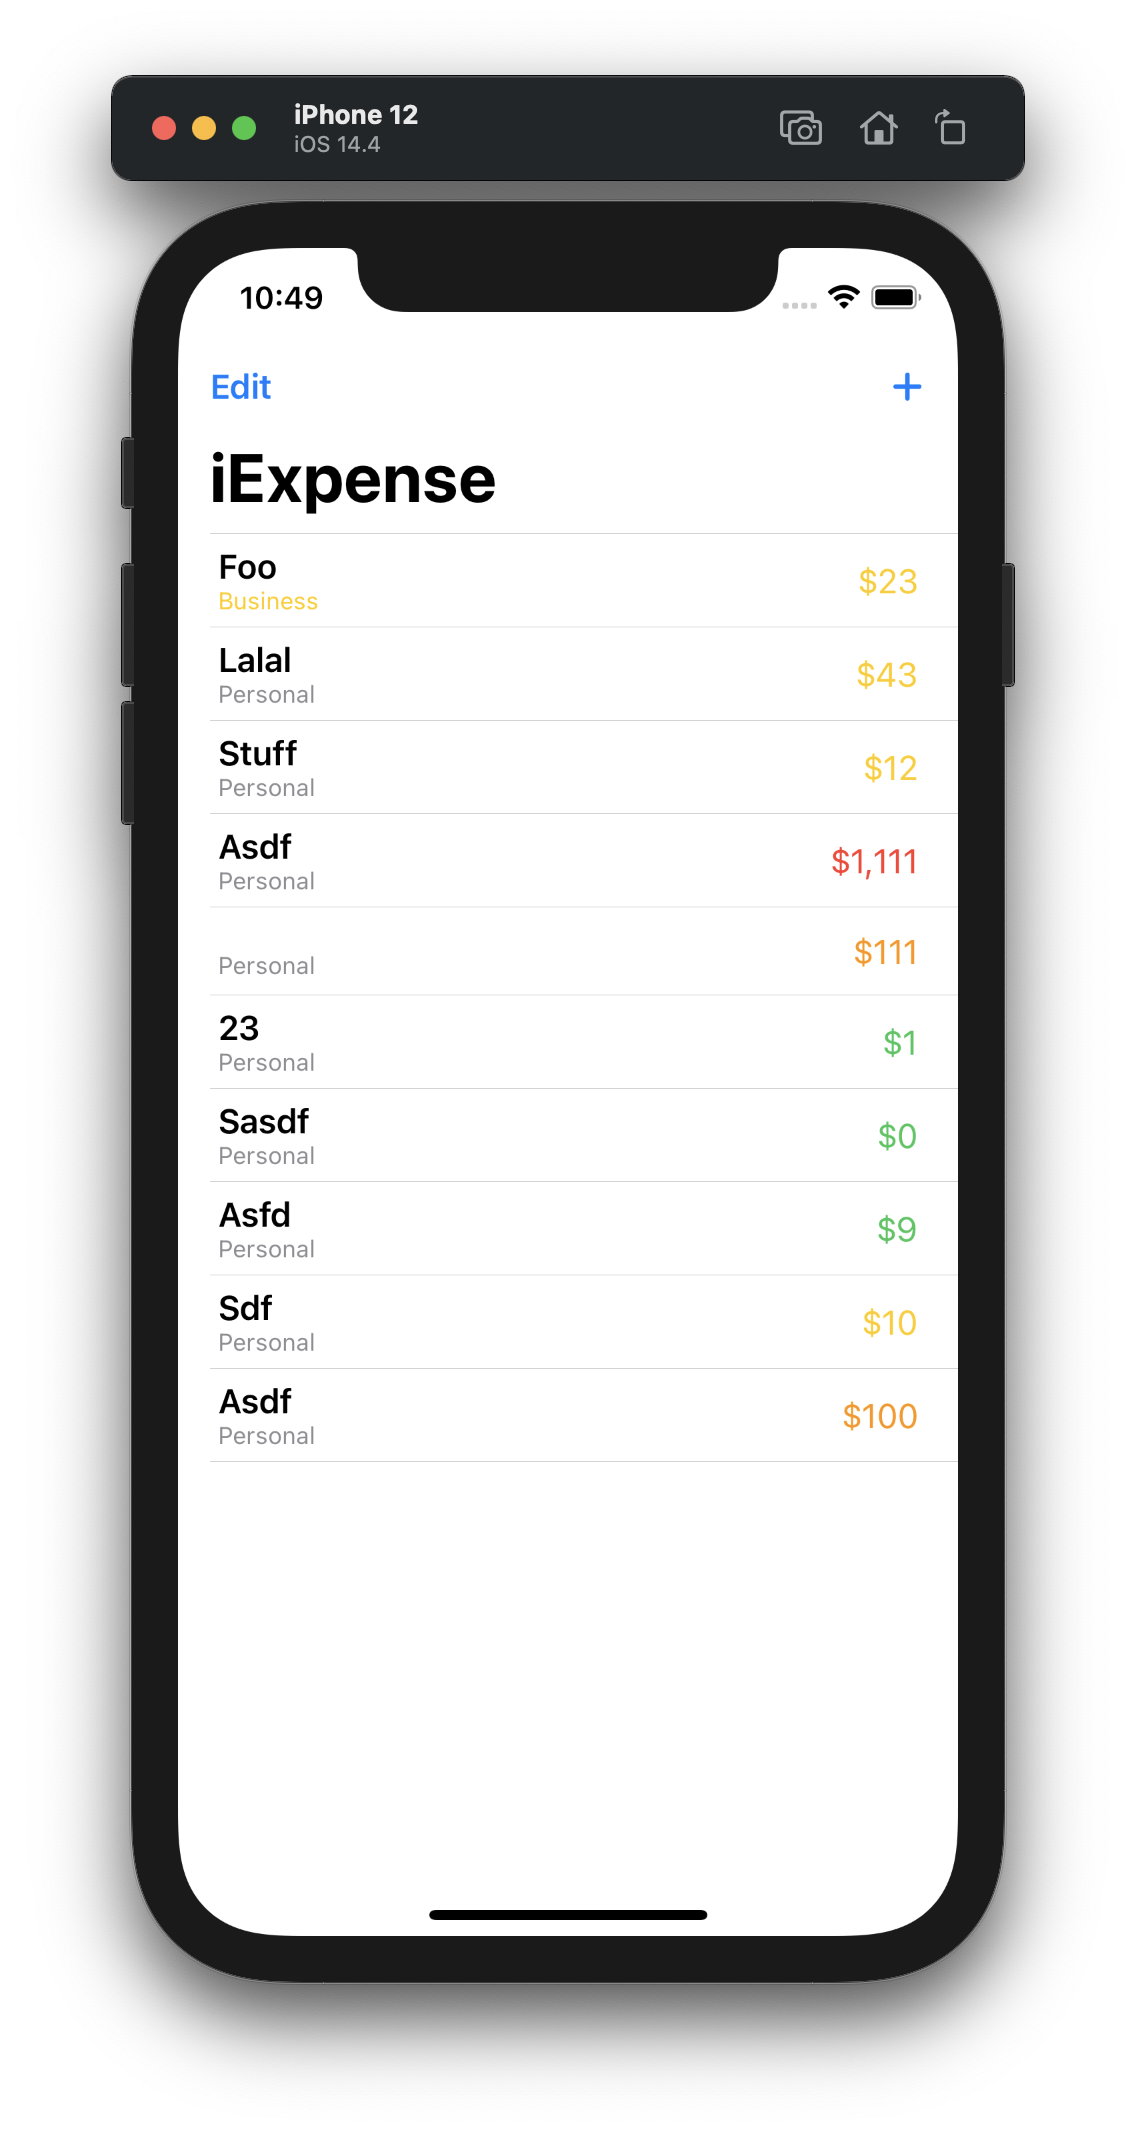 iPhone 12
iOS 14.4
10:49
Edit +
iExpense
Foo
Business
$23
Lalal
Personal
$43
Stuff
Personal
$12
Asdf
Personal
$1,111
Personal
$111
23
Personal
$1
Sasdf
Personal
$0
Asfd
Personal
$9
Sdf
Personal
$10
Asdf
Personal
$100